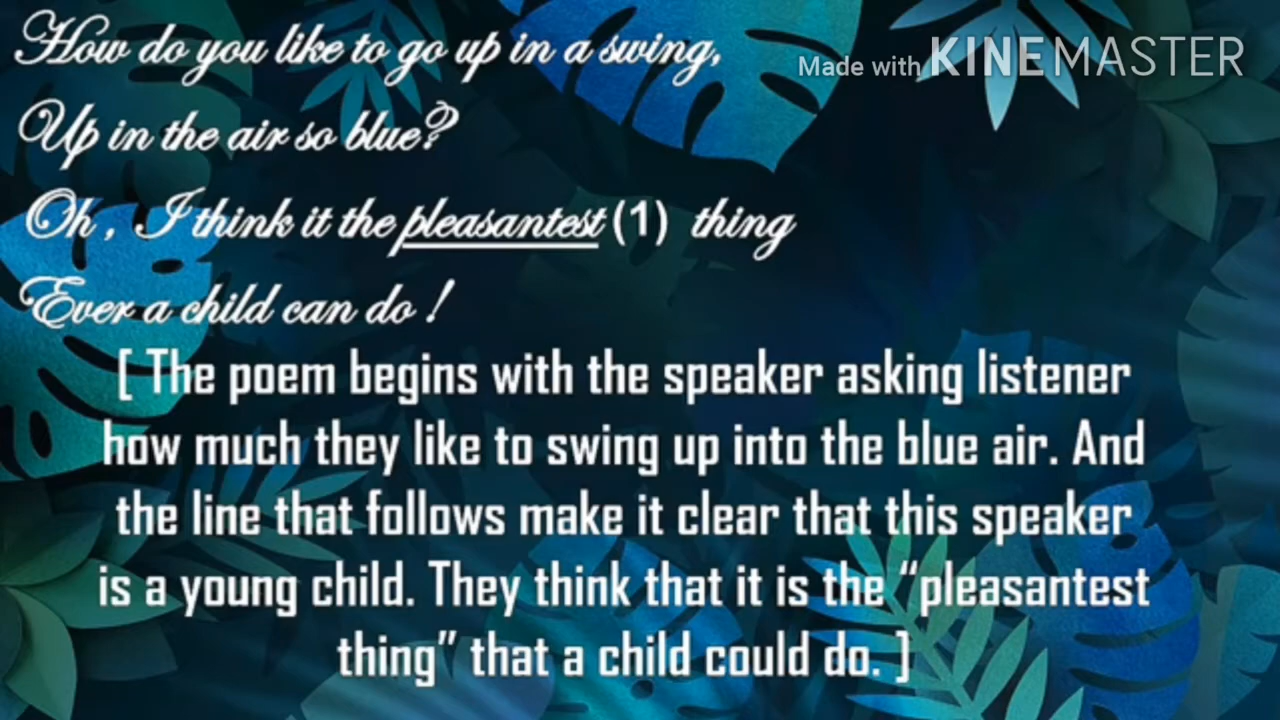 How do you like to go up in a swing,
Made with KINEMASTER
Up in the air so blue?
Oh , I think it the pleasantest (1) thing
Ever a child can do !
[ The poem begins with the speaker asking listener
how much they like to swing up into the blue air. And
the line that follows make it clear that this speaker
is a young child. They think that it is the “pleasantest
thing” that a child could do. ]